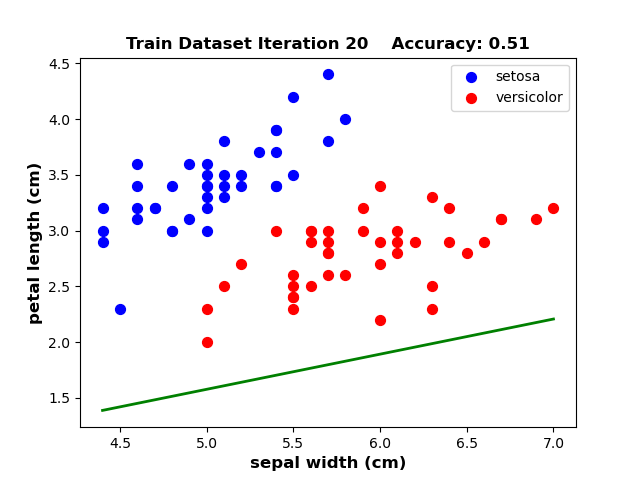 Train Dataset Iteration 20    Accuracy: 0.51
setosa
versicolor
petal length (cm)
4.5
4.0
3.5
3.0
2.5
2.0
1.5
4.5 5.0 5.5 6.0 6.5 7.0
sepal width (cm)